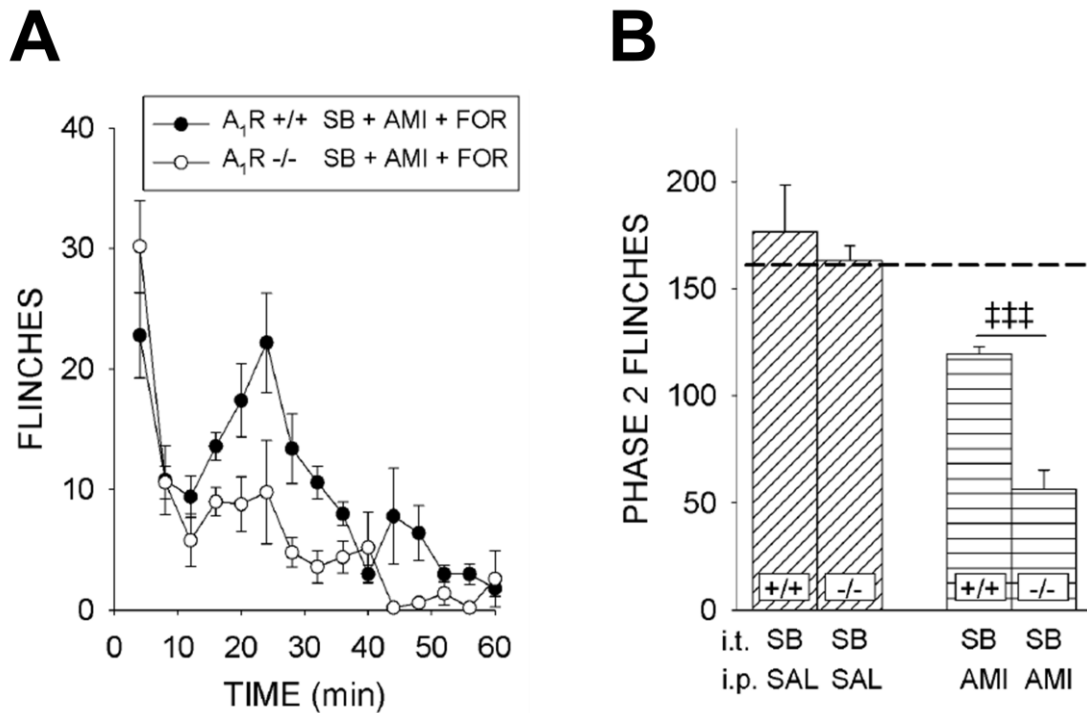 A
A₁R +/+ SB + AMI + FOR
A₁R -/- SB + AMI + FOR
40
30
20
10
0
FLINCHES
0 10 20 30 40 50 60
TIME (min)
B
200
150
100
50
0
PHASE 2 FLINCHES
‡‡‡
+/+ -/- +/+ -/-
i.t. SB SB SB SB
i.p. SAL SAL AMI AMI